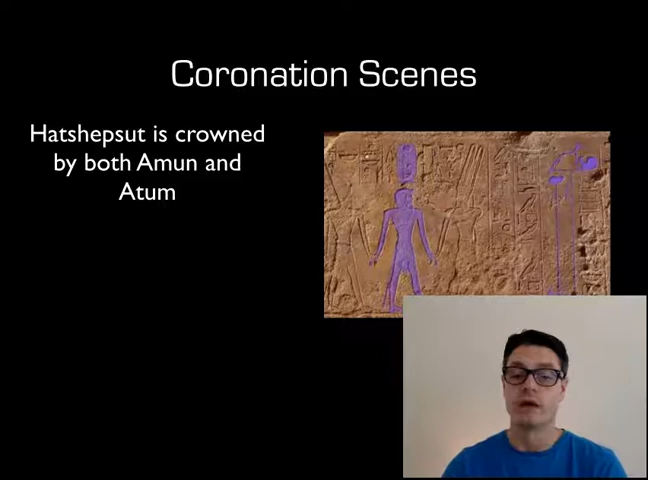 Coronation Scenes
Hatshepsut is crowned
by both Amun and
Atum